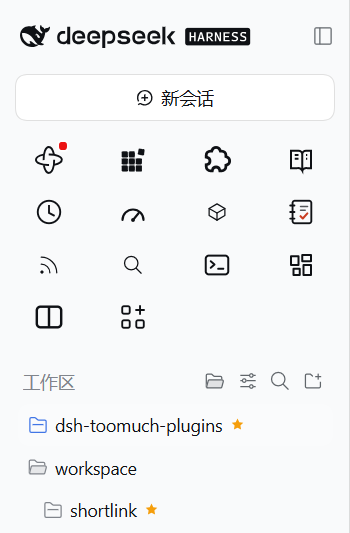 deepseek HARNESS
新会话
工作区
dsh-toomuch-plugins
workspace
shortlink